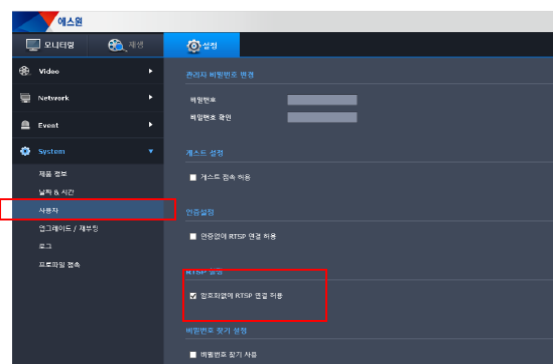 에스원
모니터링
재생
설정
Video
관리자 비밀번호 변경
Network
비밀번호
비밀번호 확인
Event
System
게스트 설정
제품 정보
게스트 접속 허용
날짜 & 시간
사용자
인증설정
업그레이드 / 재부팅
인증없이 RTSP 연결 허용
로그
프로파일 접속
RTSP 설정
암호화없이 RTSP 연결 허용
비밀번호 찾기 설정
비밀번호 찾기 사용